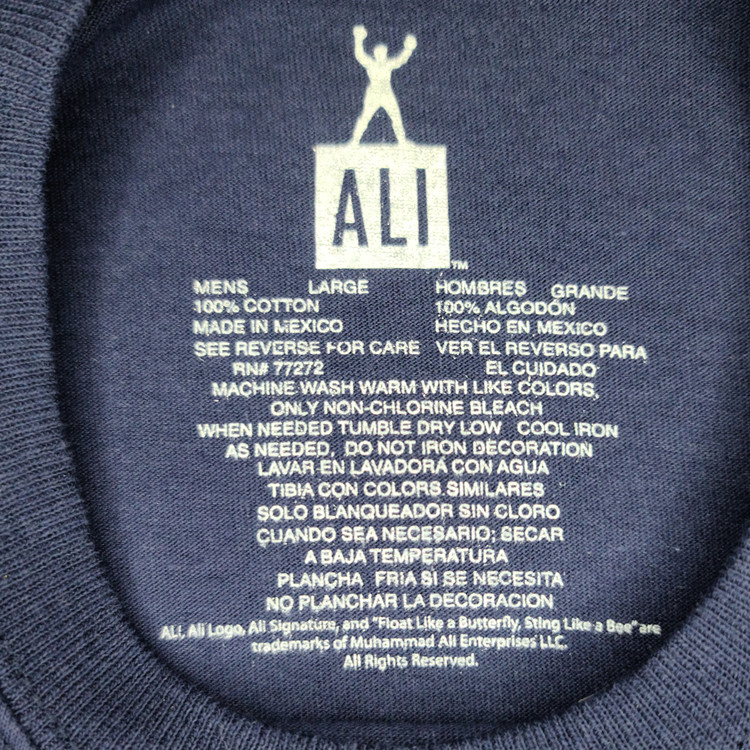 ALI™
MENS LARGE HOMBRES GRANDE
100% COTTON 100% ALGODÓN
MADE IN MEXICO HECHO EN MEXICO
SEE REVERSE FOR CARE VER EL REVERSO PARA
RN# 77272 EL CUIDADO
MACHINE WASH WARM WITH LIKE COLORS,
ONLY NON-CHLORINE BLEACH
WHEN NEEDED TUMBLE DRY LOW COOL IRON
AS NEEDED, DO NOT IRON DECORATION
LAVAR EN LAVADORA CON AGUA
TIBIA CON COLORS SIMILARES
SOLO BLANQUEADOR SIN CLORO
CUANDO SEA NECESARIO; SECAR
A BAJA TEMPERATURA
PLANCHA FRIA SI SE NECESITA
NO PLANCHAR LA DECORACION
ALI, Ali Logo, Ali Signature, and "Float Like a Butterfly, Sting Like a Bee" are
trademarks of Muhammad Ali Enterprises LLC.
All Rights Reserved.